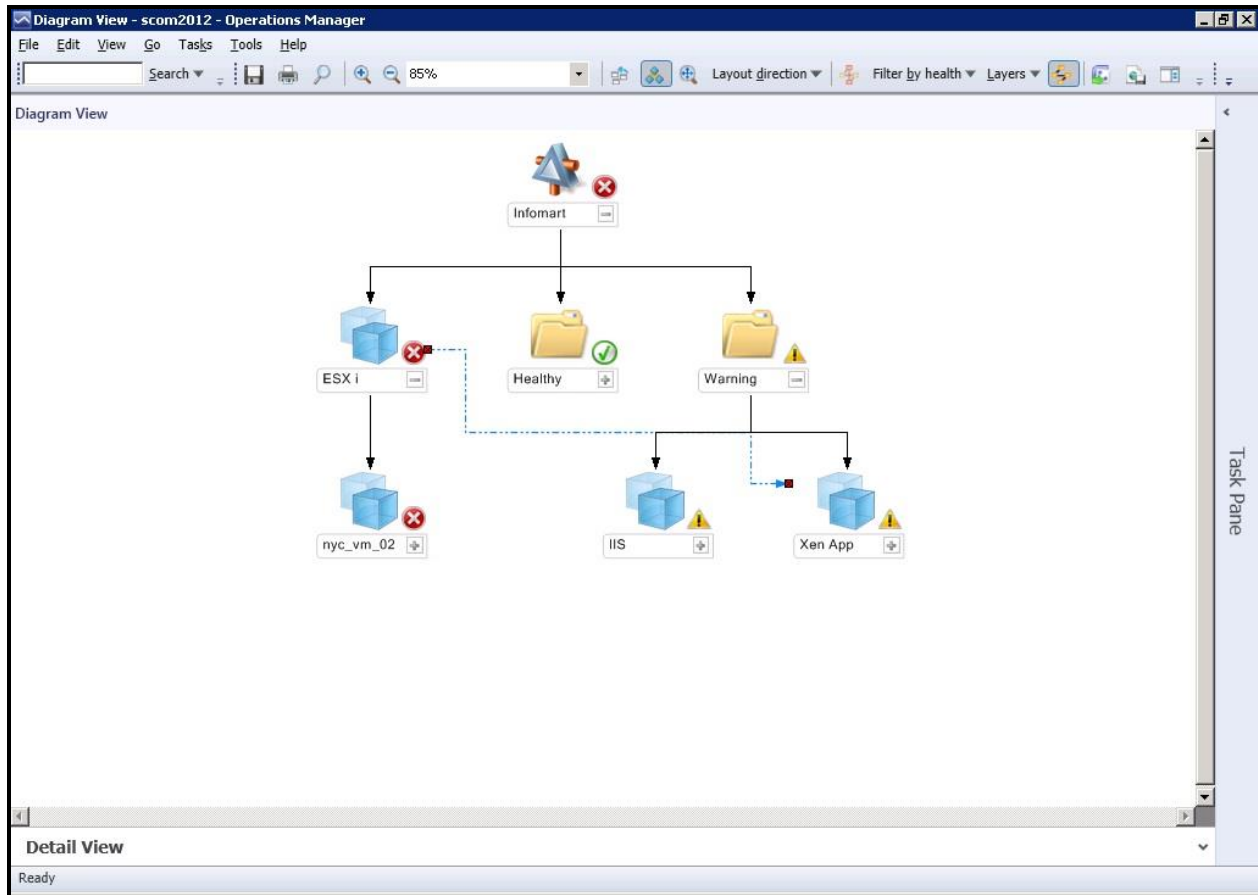 Diagram View - scom2012 - Operations Manager
File Edit View Go Tasks Tools Help
Search 85% Layout direction Filter by health Layers
Diagram View
Infomart
ESX i Healthy Warning
nyc_vm_02 IIS Xen App
Task Pane
Detail View
Ready